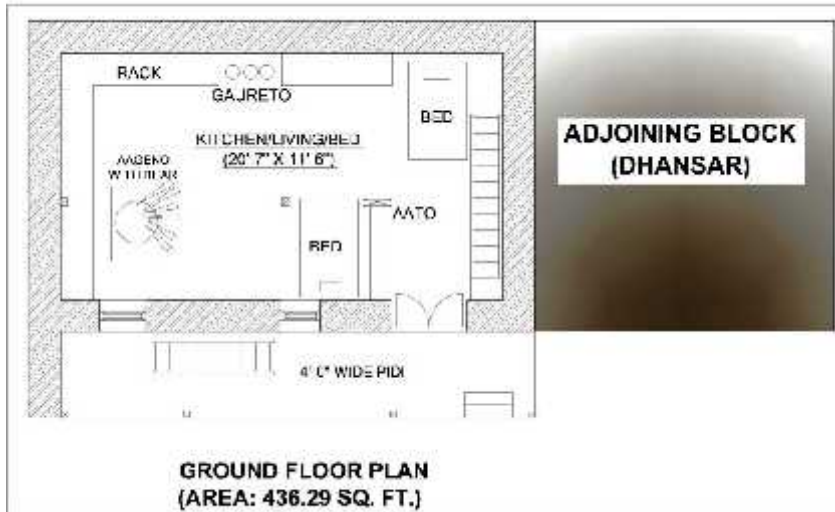 RACK
GAJRETO
BED
KITCHEN/LIVING/BED
(20' 7" X 11' 6")
AAGENO
AATO
BED
4' 0" WIDE PIDI
ADJOINING BLOCK
(DHANSAR)
GROUND FLOOR PLAN
(AREA: 436.29 SQ. FT.)